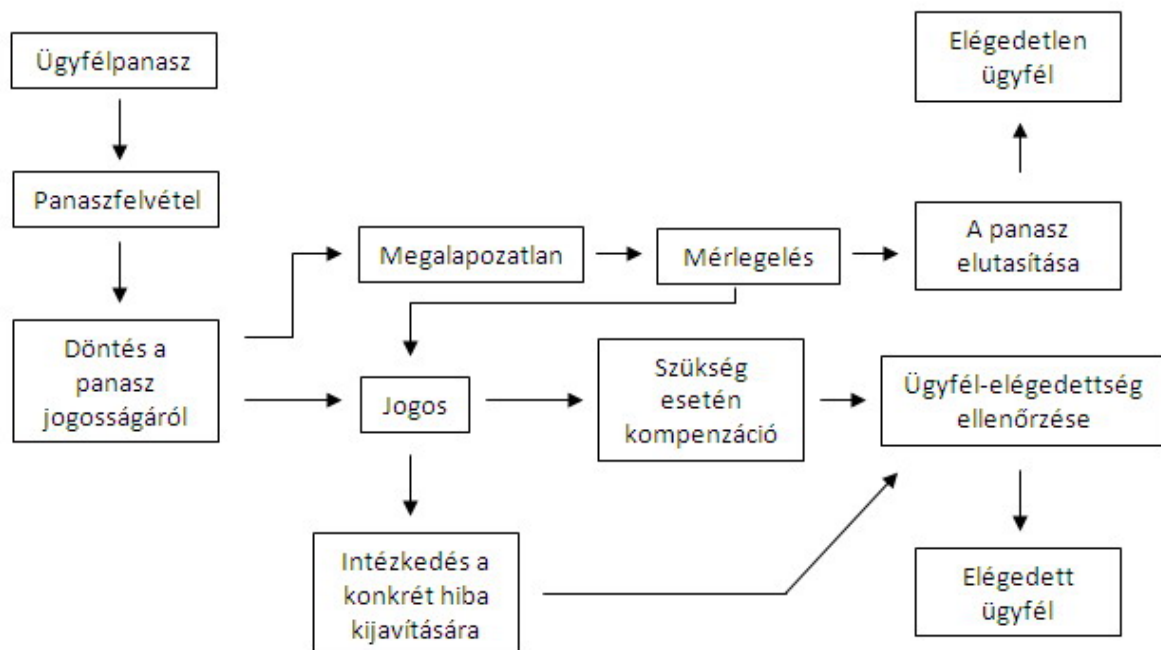 Ügyfélpanasz
Panaszfelvétel
Döntés a
panasz
jogosságáról
Megalapozatlan
Mérlegelés
A panasz
elutasítása
Elégedetlen
ügyfél
Jogos
Szükség
esetén
kompenzáció
Ügyfél-elégedettség
ellenőrzése
Intézkedés a
konkrét hiba
kijavítására
Elégedett
ügyfél